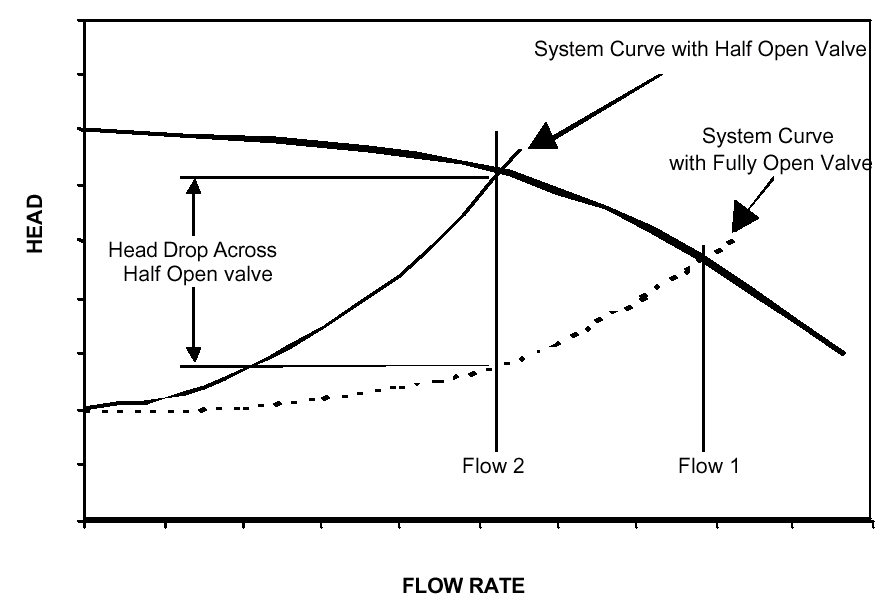 System Curve with Half Open Valve
System Curve
with Fully Open Valve
HEAD
Head Drop Across
Half Open valve
Flow 2
Flow 1
FLOW RATE